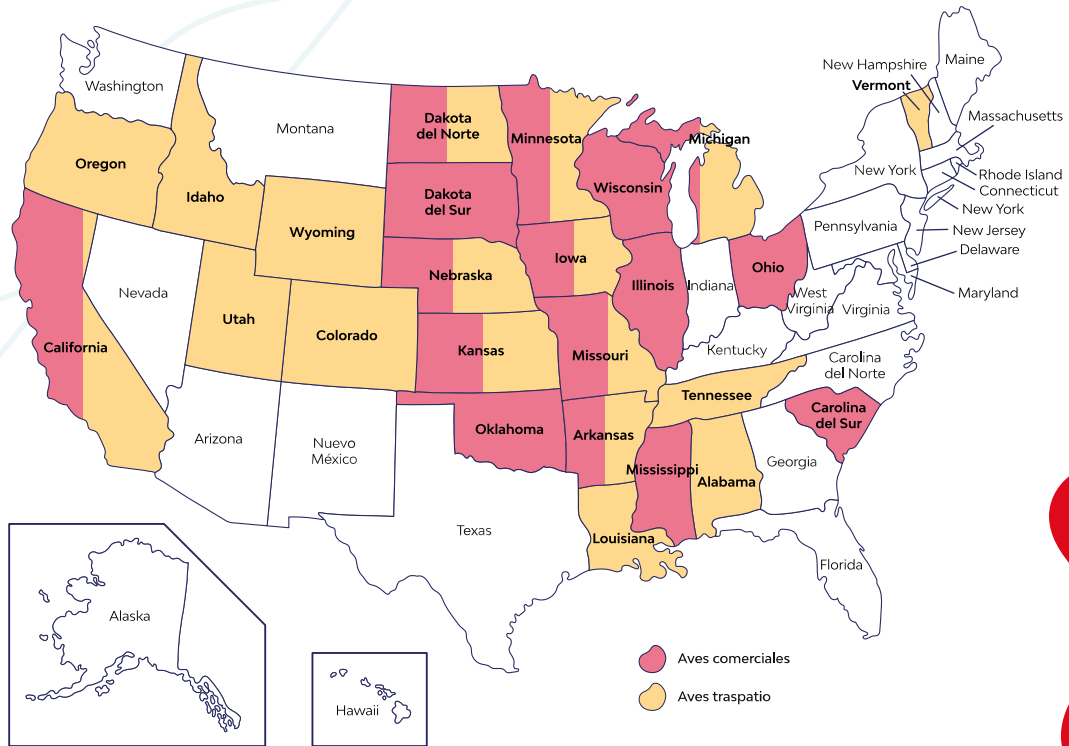 Washington
Montana
Oregon
Idaho
Wyoming
Dakota
del Norte
Dakota
del Sur
Minnesota
Wisconsin
Michigan
New Hampshire
Vermont
Maine
Massachusetts
New York
Rhode Island
Connecticut
New York
New Jersey
Delaware
Maryland
Pennsylvania
Nevada
Utah
Colorado
Nebraska
Iowa
Illinois
Indiana
Ohio
West
Virginia
Virginia
California
Kansas
Missouri
Kentucky
Carolina
del Norte
Tennessee
Arizona
Nuevo
México
Oklahoma
Arkansas
Carolina
del Sur
Mississippi
Alabama
Georgia
Texas
Louisiana
Florida
Alaska
Hawaii
Aves comerciales
Aves traspatio